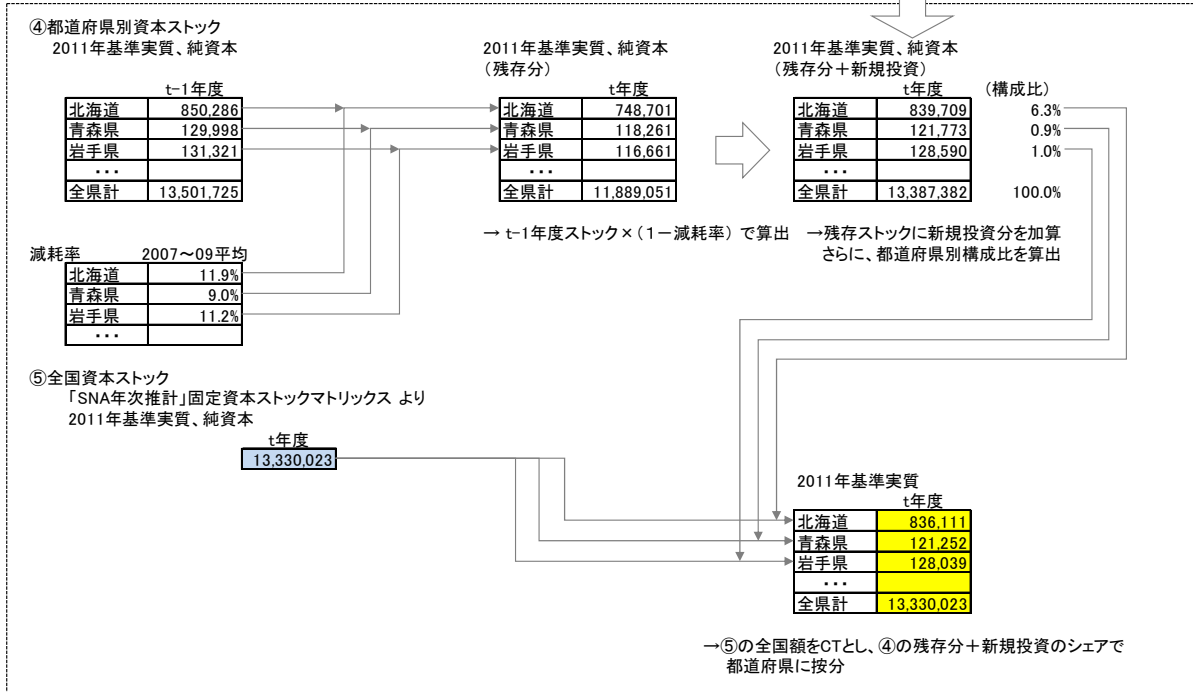 ④都道府県別資本ストック
2011年基準実質、純資本
t-1年度
北海道 850,286
青森県 129,998
岩手県 131,321
・・・
全県計 13,501,725
2011年基準実質、純資本
（残存分）
t年度
北海道 748,701
青森県 118,261
岩手県 116,661
・・・
全県計 11,889,051
→ t-1年度ストック×（1－減耗率）で算出
2011年基準実質、純資本
（残存分＋新規投資）
t年度 （構成比）
北海道 839,709 6.3%
青森県 121,773 0.9%
岩手県 128,590 1.0%
・・・
全県計 13,387,382 100.0%
→残存ストックに新規投資分を加算
さらに、都道府県別構成比を算出
減耗率 2007～09平均
北海道 11.9%
青森県 9.0%
岩手県 11.2%
・・・
⑤全国資本ストック
「SNA年次推計」固定資本ストックマトリックス より
2011年基準実質、純資本
t年度
13,330,023
2011年基準実質
t年度
北海道 836,111
青森県 121,252
岩手県 128,039
・・・
全県計 13,330,023
→⑤の全国額をCTとし、④の残存分＋新規投資のシェアで
都道府県に按分